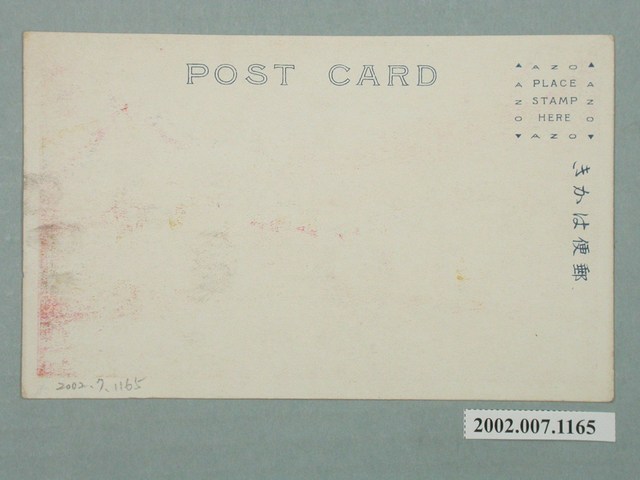 POST CARD
▲ A Z O ▲
A PLACE A
Z STAMP Z
O HERE O
▼ A Z O ▼
きかは便郵
2002.7.1165
2002.007.1165